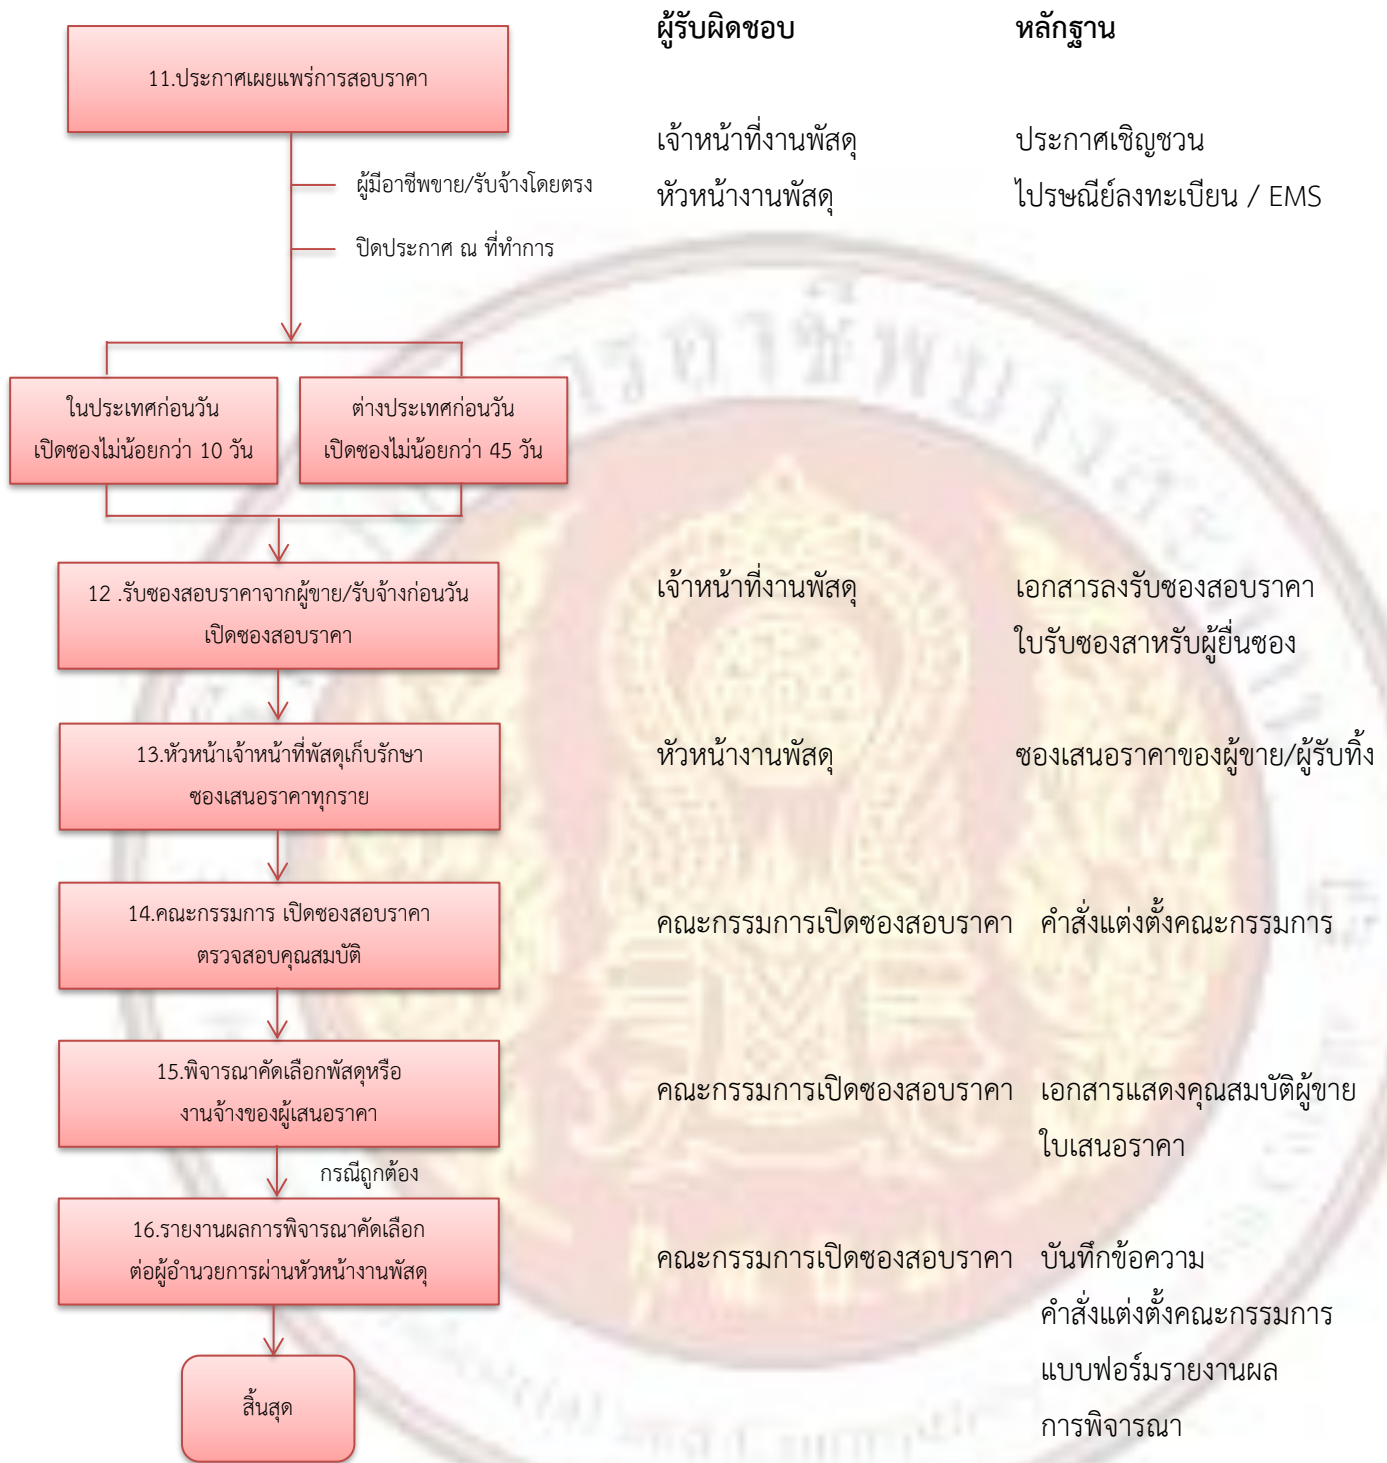 ผู้รับผิดชอบ
หลักฐาน
11.ประกาศเผยแพร่การสอบราคา
เจ้าหน้าที่งานพัสดุ
ประกาศเชิญชวน
ผู้มีอาชีพขาย/รับจ้างโดยตรง
หัวหน้างานพัสดุ
ไปรษณีย์ลงทะเบียน / EMS
ปิดประกาศ ณ ที่ทำการ
ในประเทศก่อนวัน
เปิดซองไม่น้อยกว่า 10 วัน
ต่างประเทศก่อนวัน
เปิดซองไม่น้อยกว่า 45 วัน
12 .รับซองสอบราคาจากผู้ขาย/รับจ้างก่อนวัน
เปิดซองสอบราคา
เจ้าหน้าที่งานพัสดุ
เอกสารลงรับซองสอบราคา
ใบรับซองสาหรับผู้ยื่นซอง
13.หัวหน้าเจ้าหน้าที่พัสดุเก็บรักษา
ซองเสนอราคาทุกราย
หัวหน้างานพัสดุ
ซองเสนอราคาของผู้ขาย/ผู้รับทิ้ง
14.คณะกรรมการ เปิดซองสอบราคา
ตรวจสอบคุณสมบัติ
คณะกรรมการเปิดซองสอบราคา
คำสั่งแต่งตั้งคณะกรรมการ
15.พิจารณาคัดเลือกพัสดุหรือ
งานจ้างของผู้เสนอราคา
คณะกรรมการเปิดซองสอบราคา
เอกสารแสดงคุณสมบัติผู้ขาย
ใบเสนอราคา
กรณีถูกต้อง
16.รายงานผลการพิจารณาคัดเลือก
ต่อผู้อำนวยการผ่านหัวหน้างานพัสดุ
คณะกรรมการเปิดซองสอบราคา
บันทึกข้อความ
คำสั่งแต่งตั้งคณะกรรมการ
แบบฟอร์มรายงานผล
การพิจารณา
สิ้นสุด